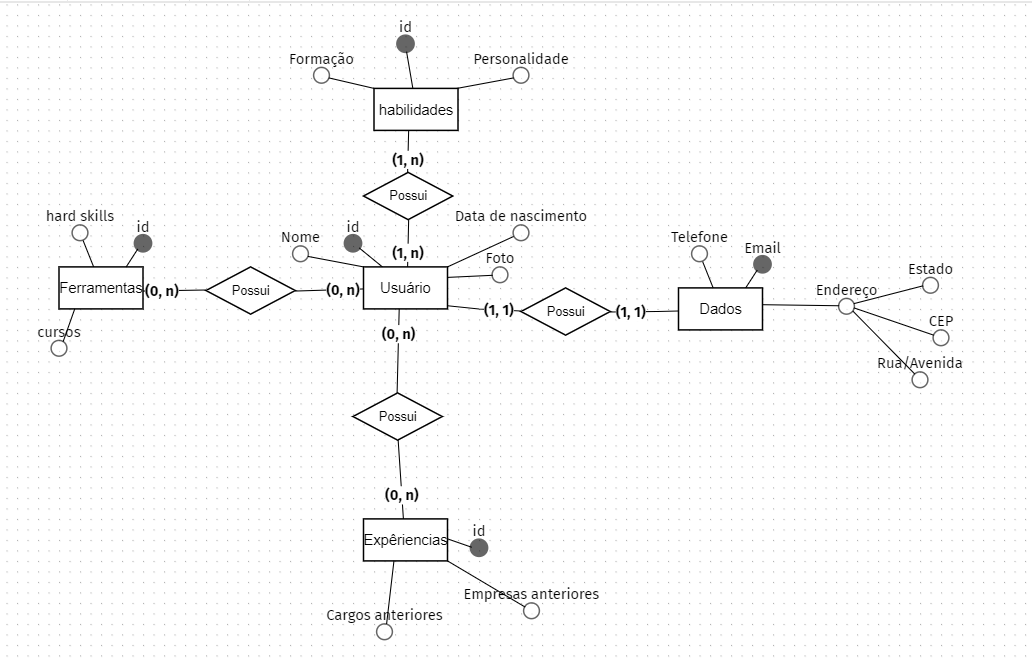 id
Formação
Personalidade
habilidades
(1, n)
Possui
(1, n)
hard skills
id
Ferramentas
cursos
(0, n)
Possui
(0, n)
Nome
id
Data de nascimento
Foto
Usuário
(1, 1)
Possui
(1, 1)
Telefone
Email
Dados
Endereço
Estado
CEP
Rua/Avenida
(0, n)
Possui
(0, n)
Expêriencias
id
Cargos anteriores
Empresas anteriores